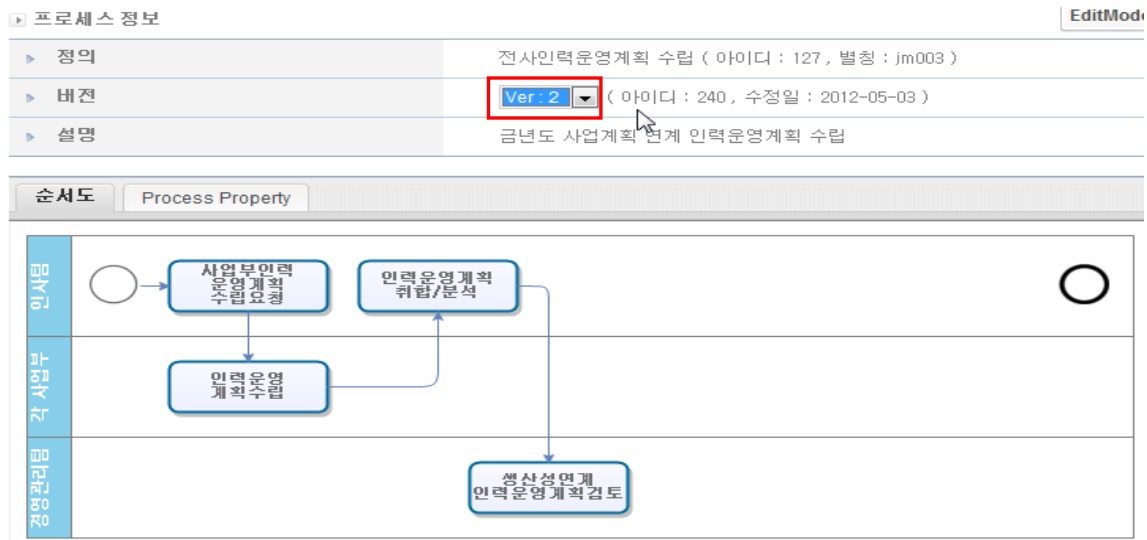 프로세스 정보
EditMode
정의
전사인력운영계획 수립 ( 아이디 : 127 , 별칭 : jm003 )
버전
Ver : 2 ( 아이디 : 240 , 수정일 : 2012-05-03 )
설명
금년도 사업계획 연계 인력운영계획 수립
순서도
Process Property
인사팀
사업부인력
운영계획
수립요청
인력운영계획
취합/분석
각 사업부
인력운영
계획수립
경영관리팀
생산성연계
인력운영계획검토